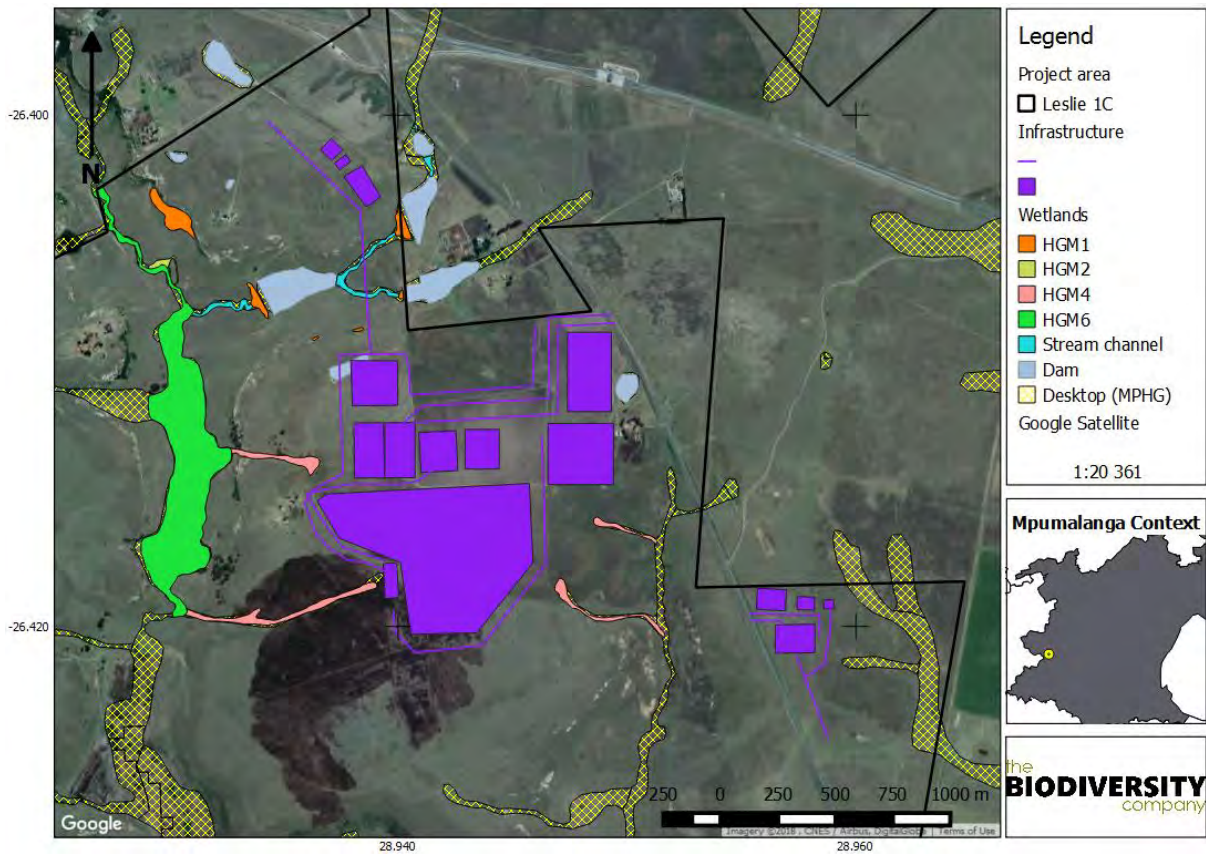 -26.400
-26.420
28.940
28.960
N
250 0 250 500 750 1000 m
Google
Imagery ©2018 , CNES / Airbus, DigitalGlobe | Terms of Use
Legend
Project area
Leslie 1C
Infrastructure
Wetlands
HGM1
HGM2
HGM4
HGM6
Stream channel
Dam
Desktop (MPHG)
Google Satellite
1:20 361
Mpumalanga Context
the
BIODIVERSITY
company